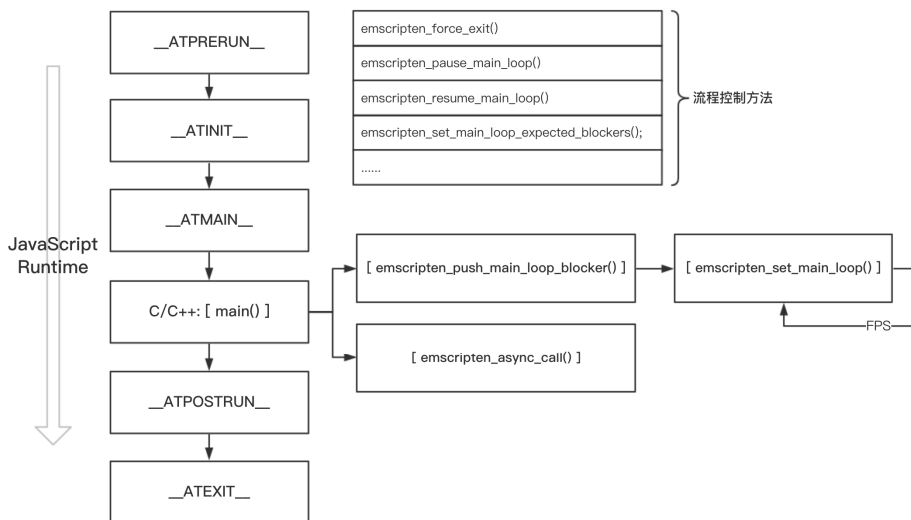 __ATPRERUN__
__ATINIT__
__ATMAIN__
C/C++: [ main() ]
__ATPOSTRUN__
__ATEXIT__
JavaScript
Runtime
emscripten_force_exit()
emscripten_pause_main_loop()
emscripten_resume_main_loop()
emscripten_set_main_loop_expected_blockers();
......
流程控制方法
[ emscripten_push_main_loop_blocker() ]
[ emscripten_set_main_loop() ]
FPS
[ emscripten_async_call() ]